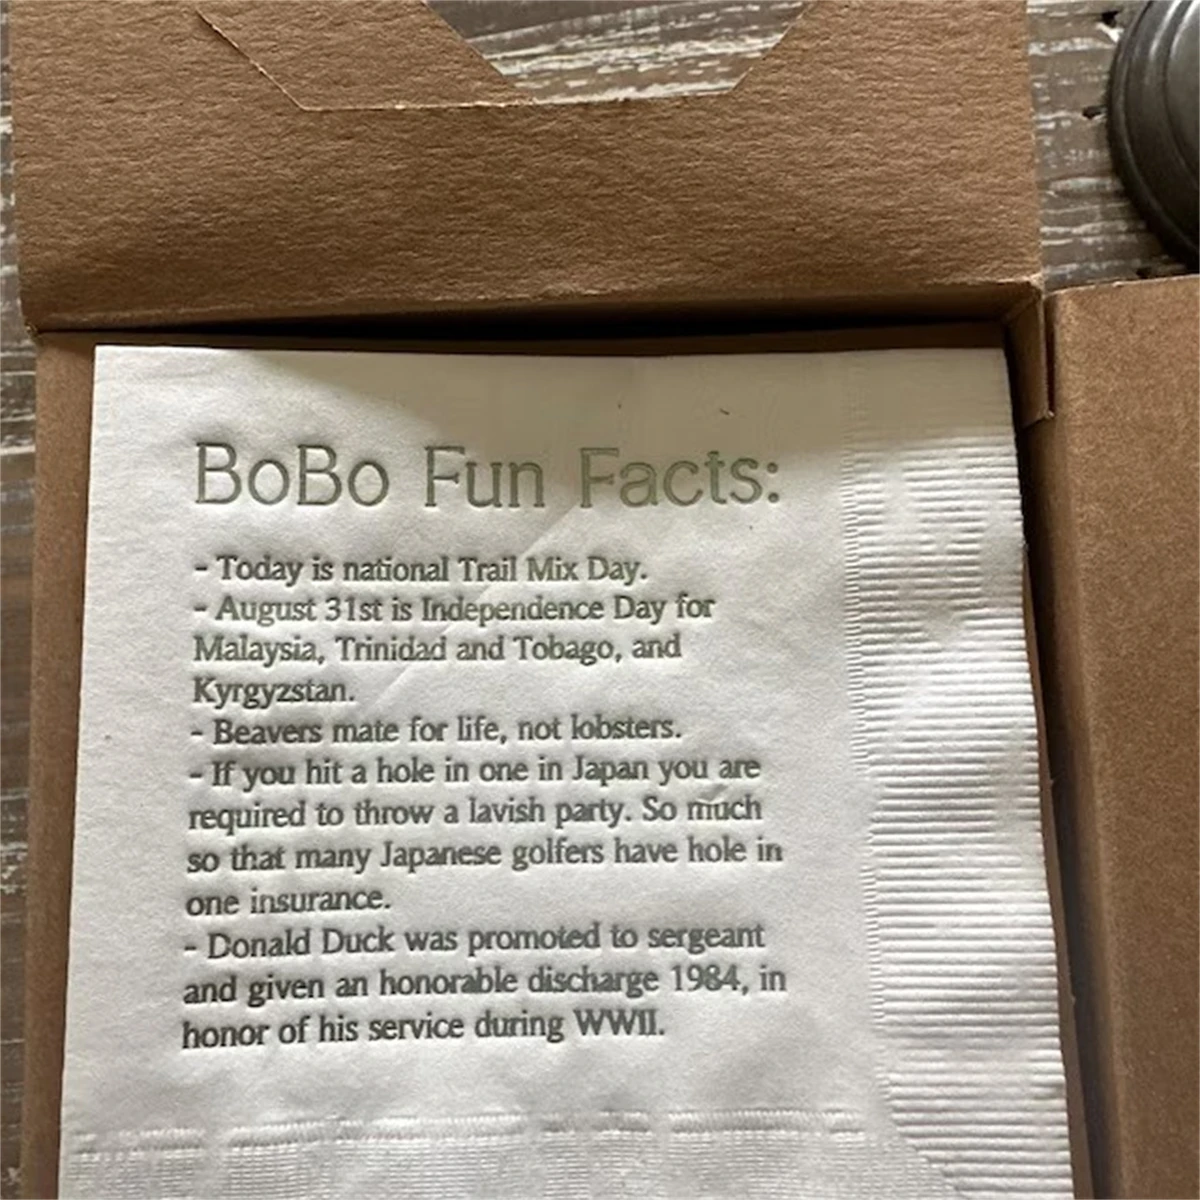 BoBo Fun Facts:
- Today is national Trail Mix Day.
- August 31st is Independence Day for
Malaysia, Trinidad and Tobago, and
Kyrgyzstan.
- Beavers mate for life, not lobsters.
- If you hit a hole in one in Japan you are
required to throw a lavish party. So much
so that many Japanese golfers have hole in
one insurance.
- Donald Duck was promoted to sergeant
and given an honorable discharge 1984, in
honor of his service during WWII.